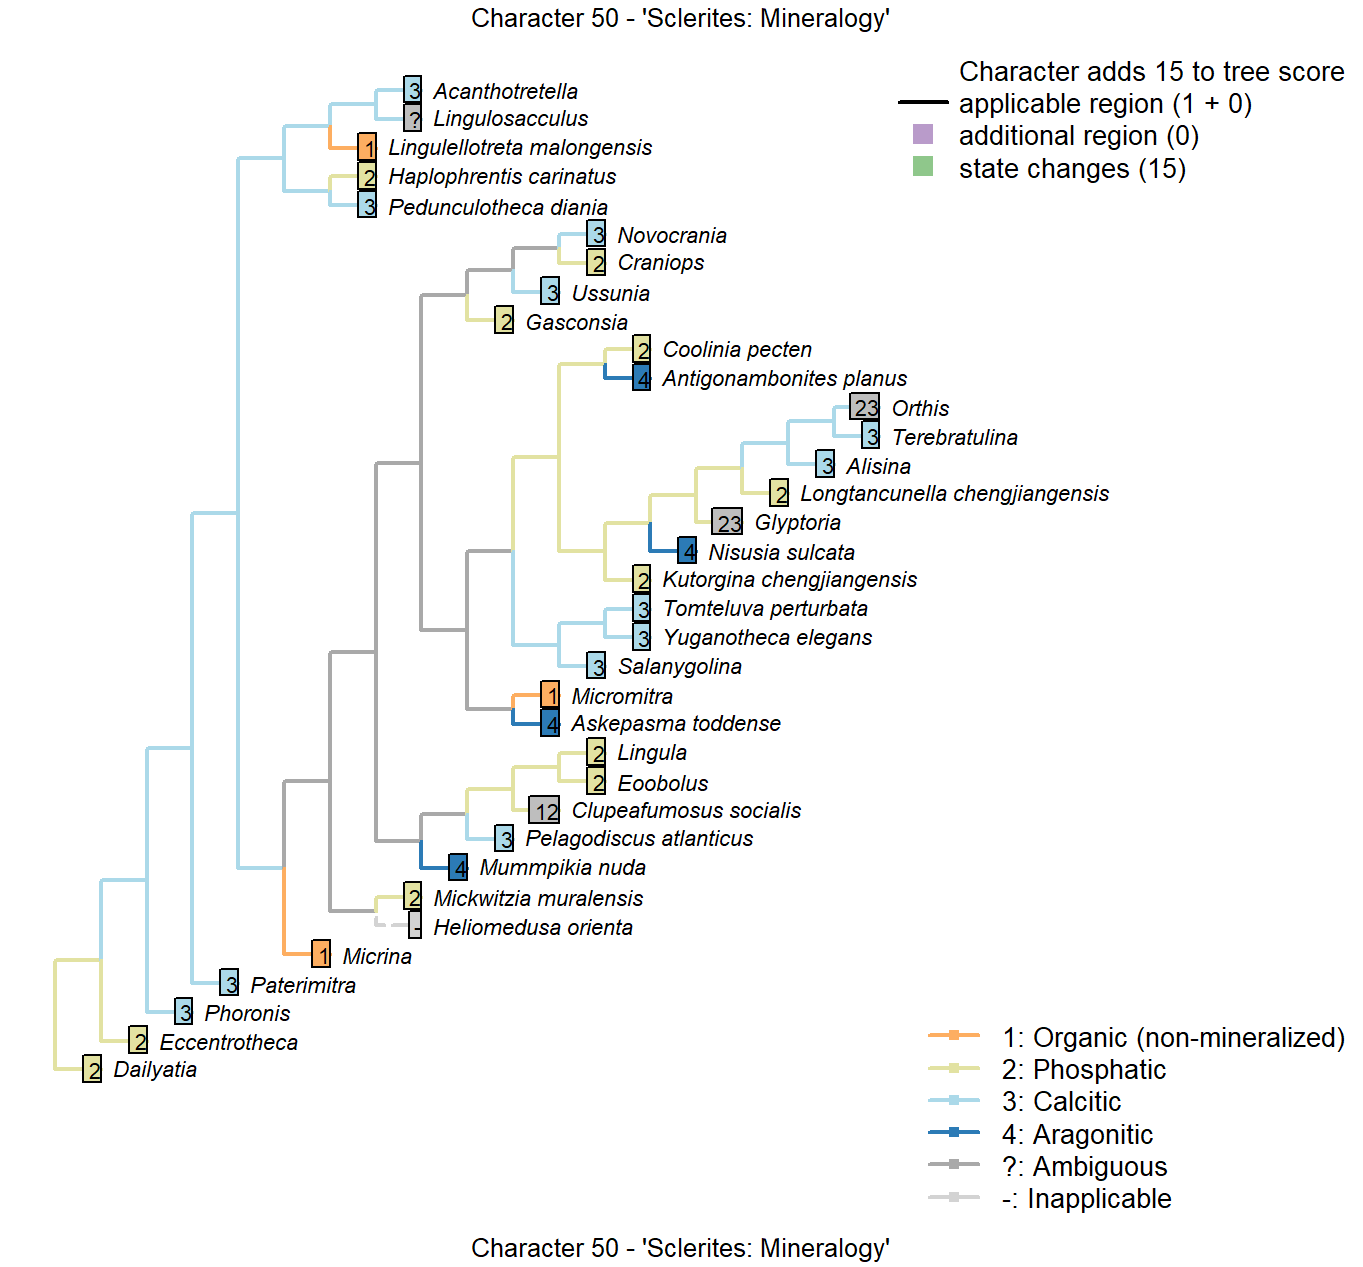 Character 50 - 'Sclerites: Mineralogy'
Character adds 15 to tree score
applicable region (1 + 0)
additional region (0)
state changes (15)
3 Acanthotretella
? Lingulosacculus
1 Lingulellotreta malongensis
2 Haplophrentis carinatus
3 Pedunculotheca diania
3 Novocrania
2 Craniops
3 Ussunia
2 Gasconsia
2 Coolinia pecten
4 Antigonambonites planus
23 Orthis
3 Terebratulina
3 Alisina
2 Longtancunella chengjiangensis
23 Glyptoria
4 Nisusia sulcata
2 Kutorgina chengjiangensis
3 Tomteluva perturbata
3 Yuganotheca elegans
3 Salanygolina
1 Micromitra
4 Askepasma toddense
2 Lingula
2 Eoobolus
12 Clupeafumosus socialis
3 Pelagodiscus atlanticus
4 Mummpikia nuda
2 Mickwitzia muralensis
- Heliomedusa orienta
1 Micrina
3 Paterimitra
3 Phoronis
2 Eccentrotheca
2 Dailyatia
1: Organic (non-mineralized)
2: Phosphatic
3: Calcitic
4: Aragonitic
?: Ambiguous
-: Inapplicable
Character 50 - 'Sclerites: Mineralogy'